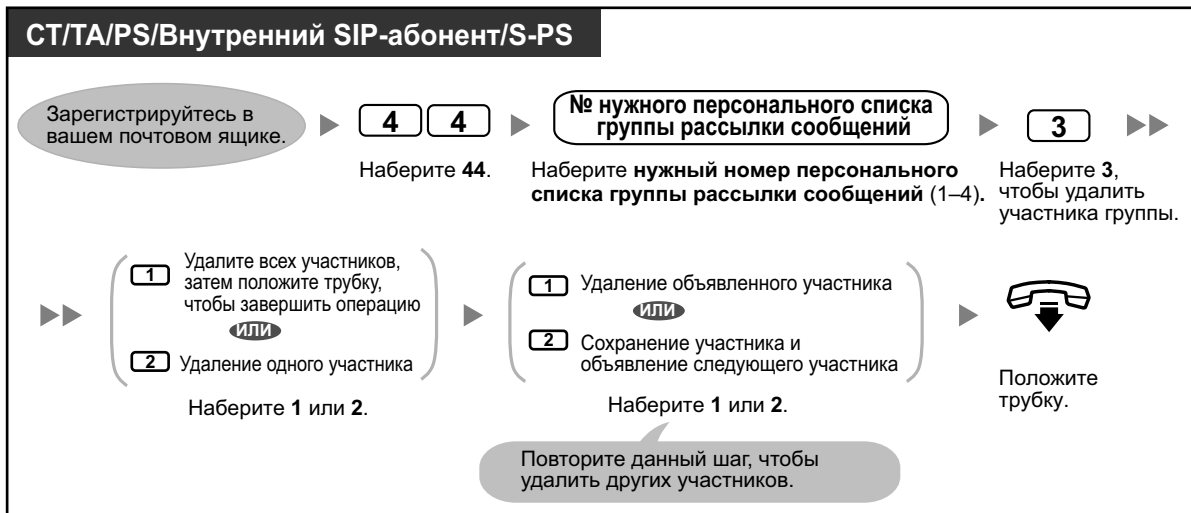 СТ/TA/PS/Внутренний SIP-абонент/S-PS
Зарегистрируйтесь в
вашем почтовом ящике.
4 4
Наберите 44.
№ нужного персонального списка
группы рассылки сообщений
Наберите нужный номер персонального
списка группы рассылки сообщений (1–4).
3
Наберите 3,
чтобы удалить
участника группы.
1 Удалите всех участников,
затем положите трубку,
чтобы завершить операцию
ИЛИ
2 Удаление одного участника
Наберите 1 или 2.
1 Удаление объявленного участника
ИЛИ
2 Сохранение участника и
объявление следующего участника
Наберите 1 или 2.
Повторите данный шаг, чтобы
удалить других участников.
Положите
трубку.